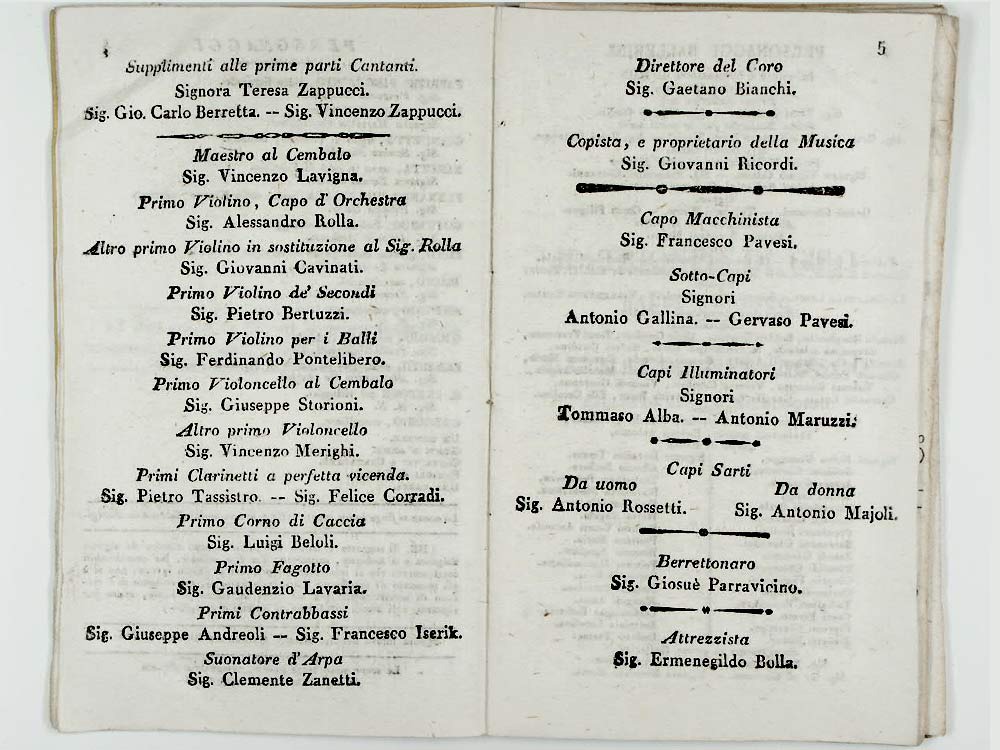 4
Supplimenti alle prime parti Cantanti.
Signora Teresa Zappucci.
Sig. Gio. Carlo Berretta. -- Sig. Vincenzo Zappucci.
Maestro al Cembalo
Sig. Vincenzo Lavigna.
Primo Violino, Capo d'Orchestra
Sig. Alessandro Rolla.
Altro primo Violino in sostituzione al Sig. Rolla
Sig. Giovanni Cavinati.
Primo Violino de' Secondi
Sig. Pietro Bertuzzi.
Primo Violino per i Balli
Sig. Ferdinando Pontelibero.
Primo Violoncello al Cembalo
Sig. Giuseppe Storioni.
Altro primo Violoncello
Sig. Vincenzo Merighi.
Primi Clarinetti a perfetta vicenda.
Sig. Pietro Tassistro. -- Sig. Felice Corradi.
Primo Corno di Caccia
Sig. Luigi Beloli.
Primo Fagotto
Sig. Gaudenzio Lavaria.
Primi Contrabbassi
Sig. Giuseppe Andreoli -- Sig. Francesco Iserik.
Suonatore d'Arpa
Sig. Clemente Zanetti.
5
Direttore del Coro
Sig. Gaetano Bianchi.
Copista, e proprietario della Musica
Sig. Giovanni Ricordi.
Capo Macchinista
Sig. Francesco Pavesi.
Sotto-Capi
Signori
Antonio Gallina. -- Gervaso Pavesi.
Capi Illuminatori
Signori
Tommaso Alba. -- Antonio Maruzzi.
Capi Sarti
Da uomo
Sig. Antonio Rossetti.
Da donna
Sig. Antonio Majoli.
Berrettonaro
Sig. Giosuè Parravicino.
Attrezzista
Sig. Ermenegildo Bolla.